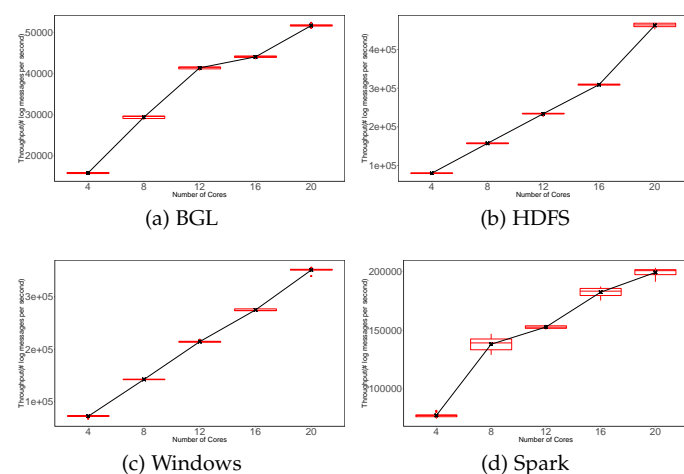 Throughput(# log messages per second)
50000
40000
30000
20000
4 8 12 16 20
Number of Cores
(a) BGL
Throughput(# log messages per second)
4e+05
3e+05
2e+05
1e+05
4 8 12 16 20
Number of Cores
(b) HDFS
Throughput(# log messages per second)
3e+05
2e+05
1e+05
4 8 12 16 20
Number of Cores
(c) Windows
Throughput(# log messages per second)
200000
150000
100000
4 8 12 16 20
Number of Cores
(d) Spark